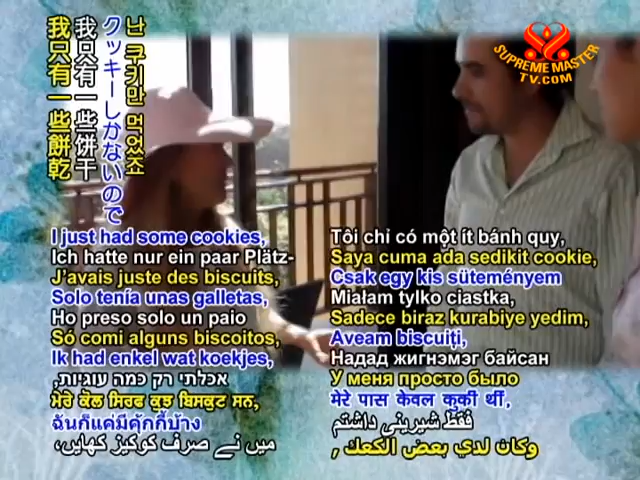 SUPREME MASTER
TV.COM
난 쿠키만 먹었죠
クッキーしかないので
我只有一些饼干
我只有一些餅乾
I just had some cookies,
Ich hatte nur ein paar Plätz-
J'avais juste des biscuits,
Solo tenía unas galletas,
Ho preso solo un paio
Só comi alguns biscoitos,
Ik had enkel wat koekjes,
אכלתי רק כמה עוגיות,
ਮੇਰੇ ਕੋਲ ਸਿਰਫ ਕੁਝ ਬਿਸਕੁਟ ਸਨ,
ฉันก็แค่มีคุ้กกี้บ้าง
میں نے صرف کوکیز کھایں،
Tôi chỉ có một ít bánh quy,
Saya cuma ada sedikit cookie,
Csak egy kis süteményem
Miałam tylko ciastka,
Sadece biraz kurabiye yedim,
Aveam biscuiți,
Надад жигнэмэг байсан
У меня просто было
मेरे पास केवल कुकी थीं,
فقط شیرینی داشتم
وكان لدي بعض الكعك ,